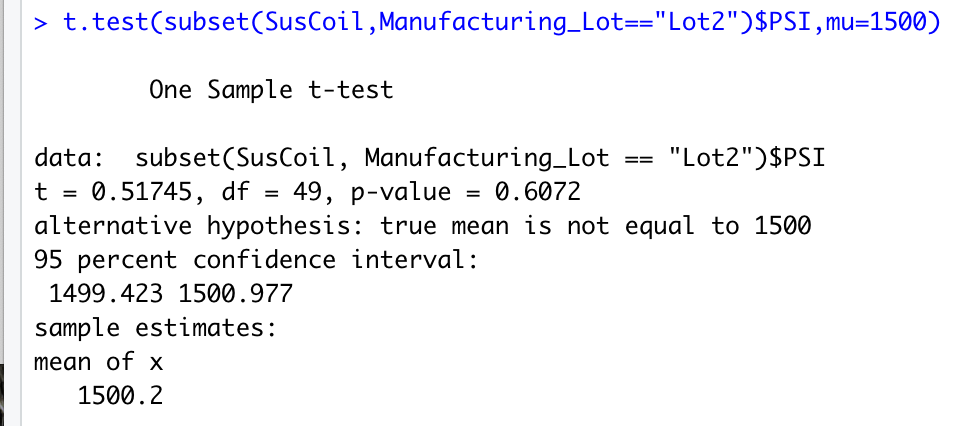 > t.test(subset(SusCoil,Manufacturing_Lot=="Lot2")$PSI,mu=1500)
One Sample t-test
data:  subset(SusCoil, Manufacturing_Lot == "Lot2")$PSI
t = 0.51745, df = 49, p-value = 0.6072
alternative hypothesis: true mean is not equal to 1500
95 percent confidence interval:
1499.423 1500.977
sample estimates:
mean of x
1500.2